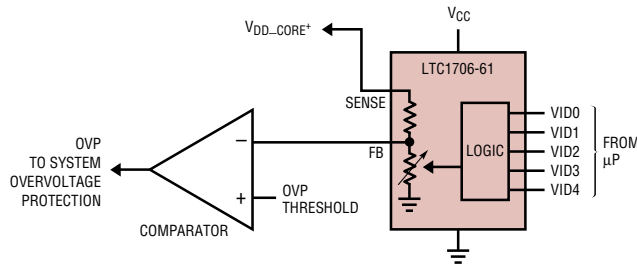 VDD_CORE+
VCC
LTC1706-61
SENSE
FB
LOGIC
VID0
VID1
VID2
VID3
VID4
FROM
µP
OVP
TO SYSTEM
OVERVOLTAGE
PROTECTION
−
+
OVP
THRESHOLD
COMPARATOR